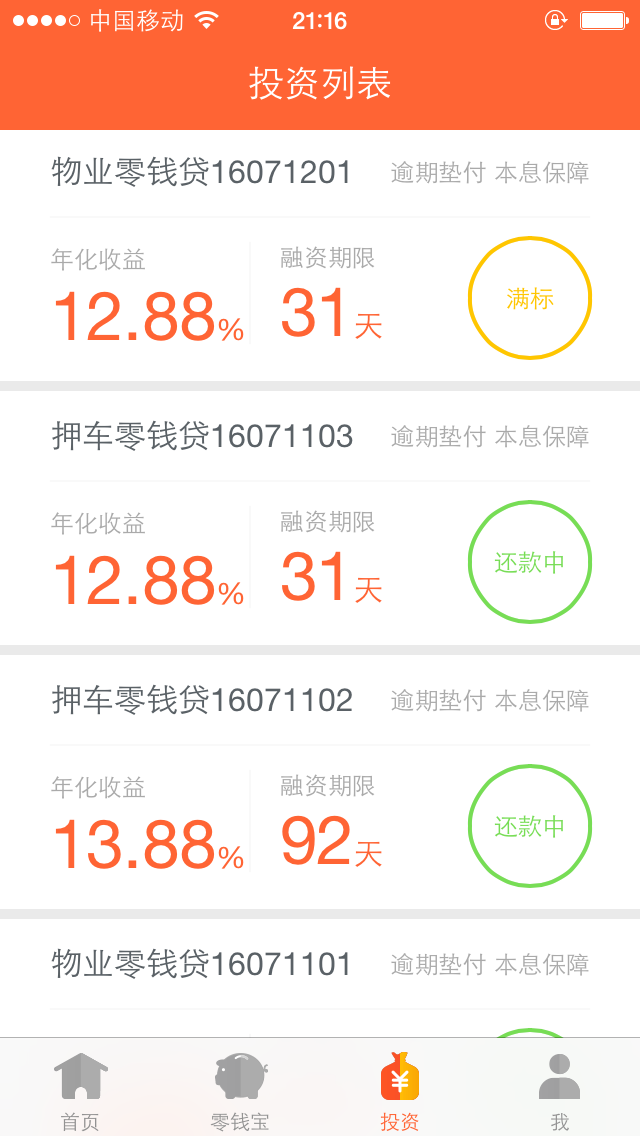 中国移动 21:16
投资列表
物业零钱贷16071201 逾期垫付 本息保障
年化收益 融资期限
12.88% 31天 满标
押车零钱贷16071103 逾期垫付 本息保障
年化收益 融资期限
12.88% 31天 还款中
押车零钱贷16071102 逾期垫付 本息保障
年化收益 融资期限
13.88% 92天 还款中
物业零钱贷16071101 逾期垫付 本息保障
首页 零钱宝 投资 我